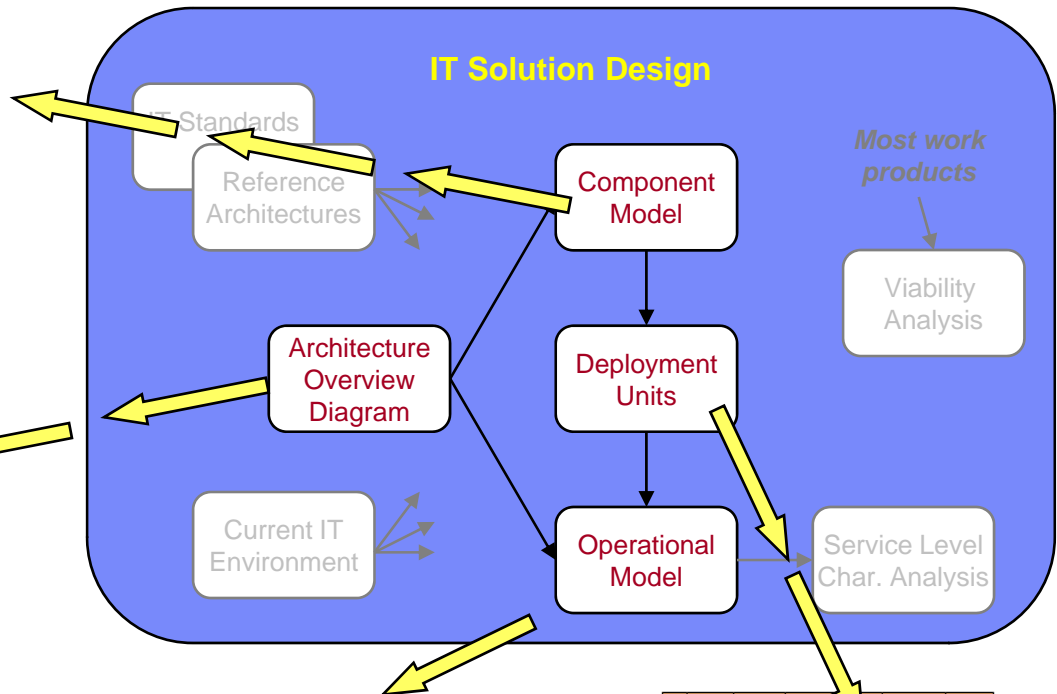 IT Solution Design
IT Standards
Reference
Architectures
Component
Model
Most work
products
Viability
Analysis
Architecture
Overview
Diagram
Deployment
Units
Current IT
Environment
Operational
Model
Service Level
Char. Analysis